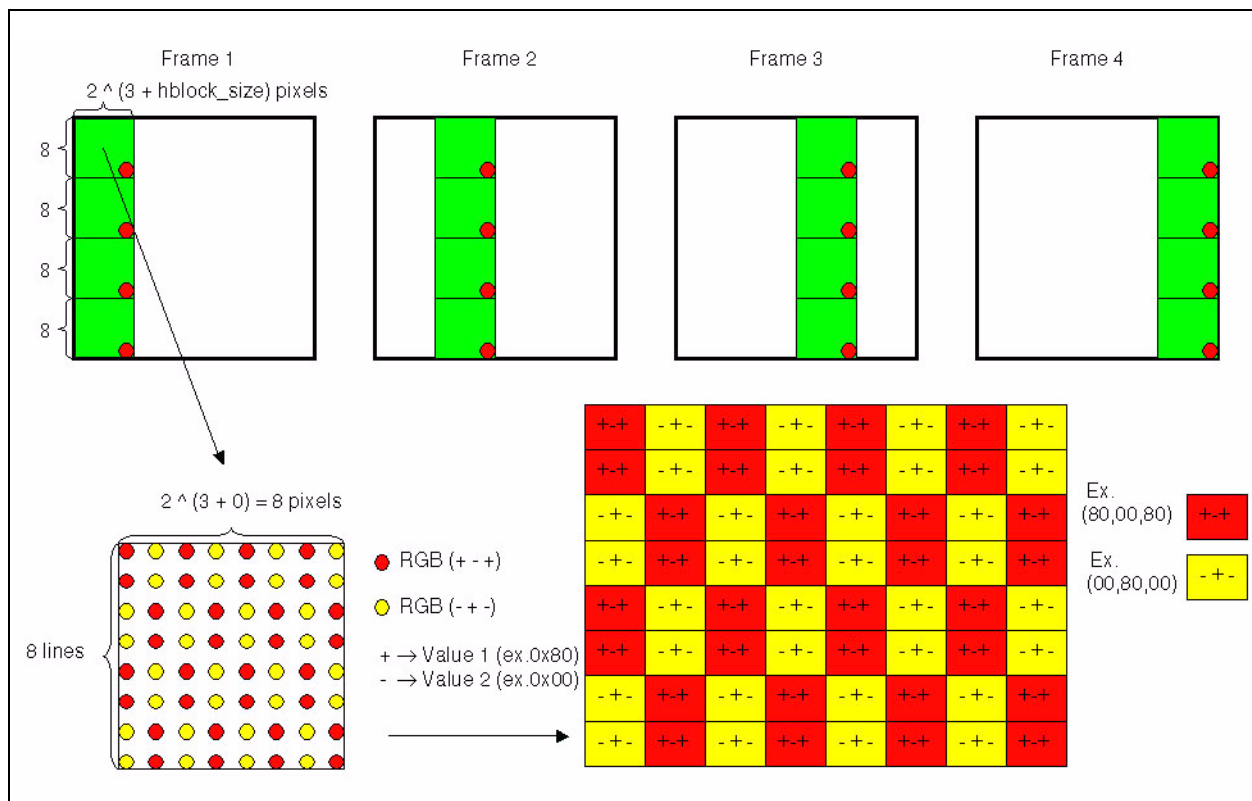 Frame 1 Frame 2 Frame 3 Frame 4
2 ^ (3 + hblock_size) pixels
8
8
8
8
2 ^ (3 + 0) = 8 pixels
8 lines
RGB (+ - +)
RGB (- + -)
+ → Value 1 (ex.0x80)
- → Value 2 (ex.0x00)
+-+ -+- +-+ -+- +-+ -+- +-+ -+-
+-+ -+- +-+ -+- +-+ -+- +-+ -+-
-+- +-+ -+- +-+ -+- +-+ -+- +-+
-+- +-+ -+- +-+ -+- +-+ -+- +-+
+-+ -+- +-+ -+- +-+ -+- +-+ -+-
+-+ -+- +-+ -+- +-+ -+- +-+ -+-
-+- +-+ -+- +-+ -+- +-+ -+- +-+
-+- +-+ -+- +-+ -+- +-+ -+- +-+
Ex.
(80,00,80) +-+
Ex.
(00,80,00) -+-